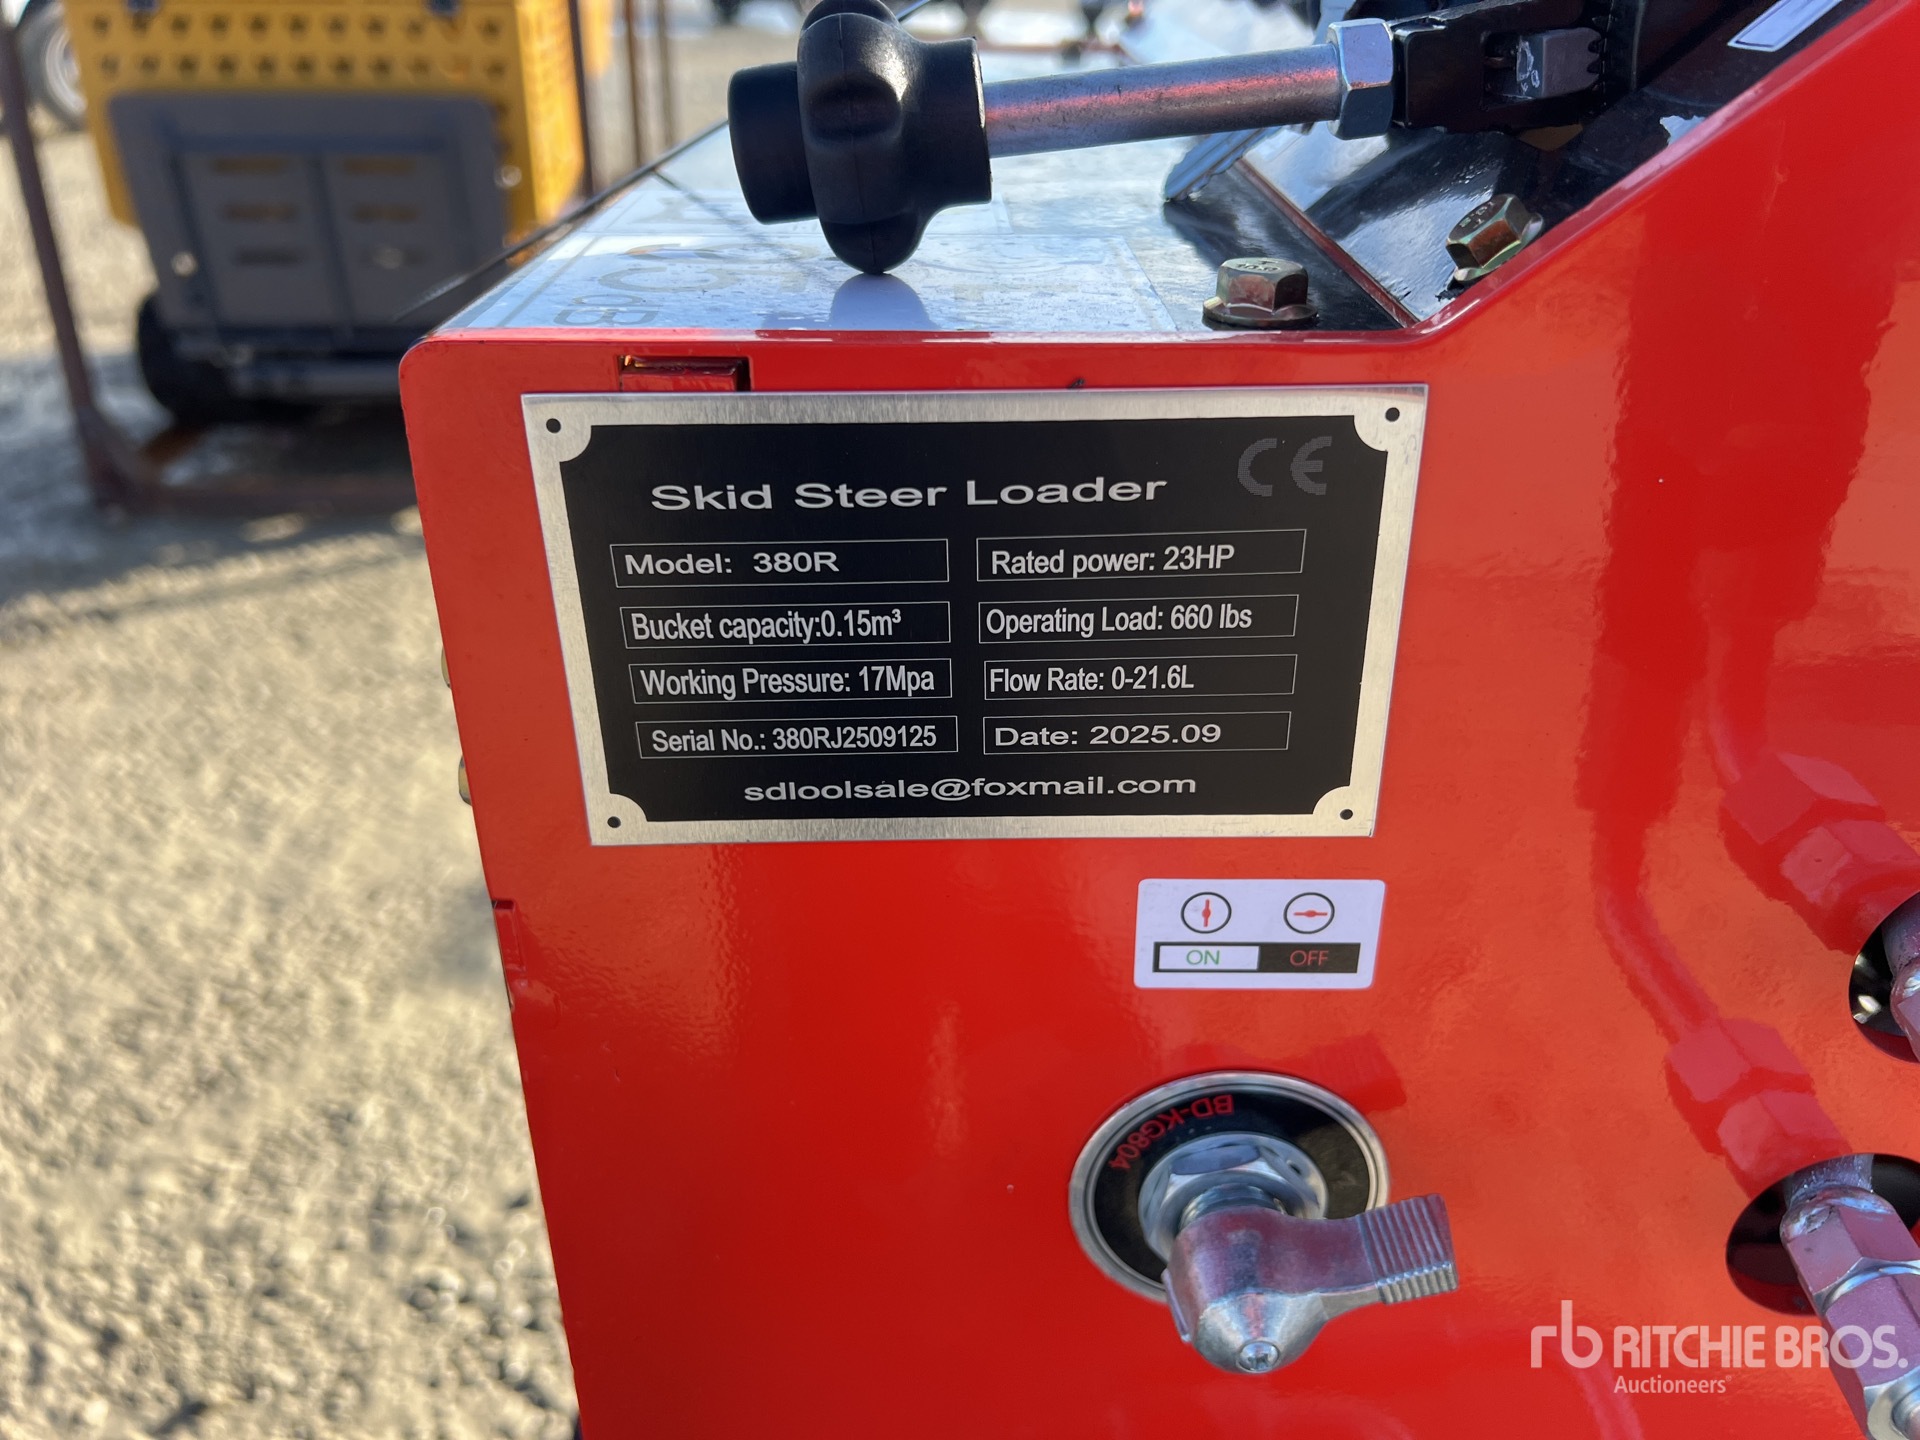 Skid Steer Loader CE
Model: 380R
Rated power: 23HP
Bucket capacity:0.15m³
Operating Load: 660 lbs
Working Pressure: 17Mpa
Flow Rate: 0-21.6L
Serial No.: 380RJ2509125
Date: 2025.09
sdloolsale@foxmail.com
ON OFF
BD-KG804
rb RITCHIE BROS.
Auctioneers